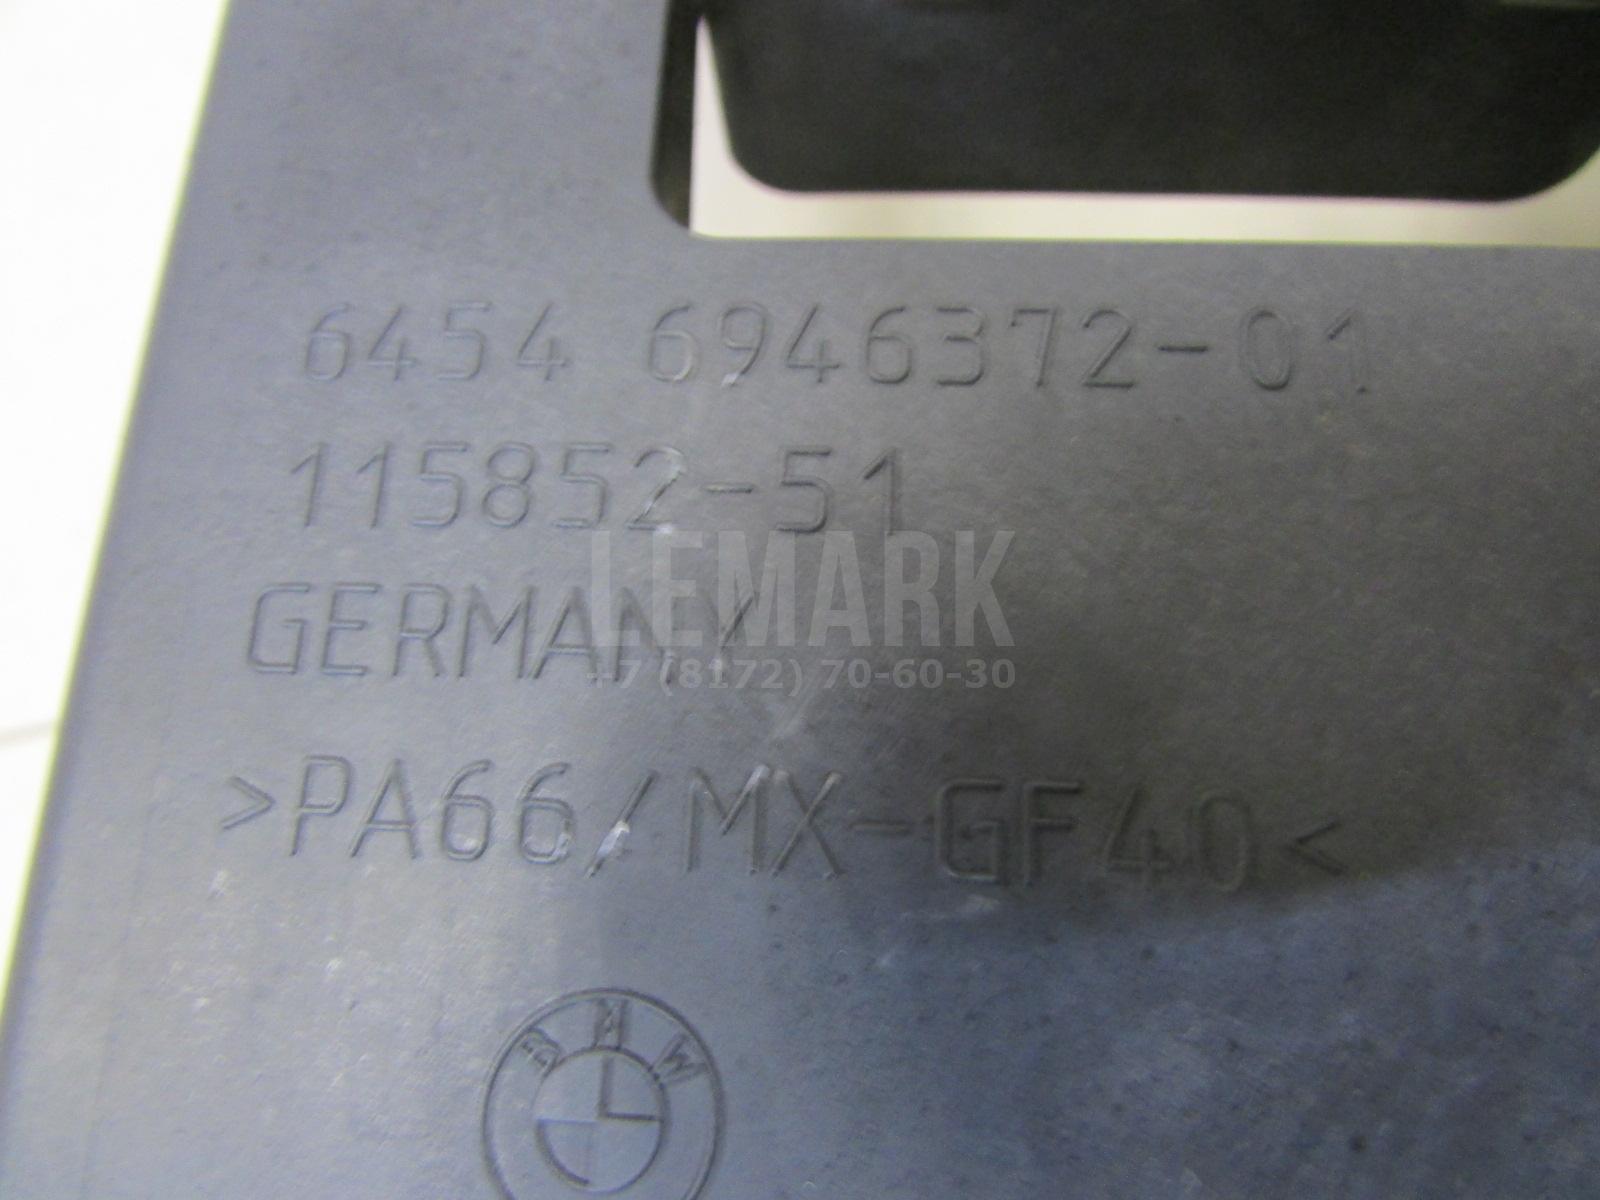 6454 6946372-01
115852-51
GERMANY
LEMARK
+7 (8172) 70-60-30
>PA66/MX-GF40<
BMW